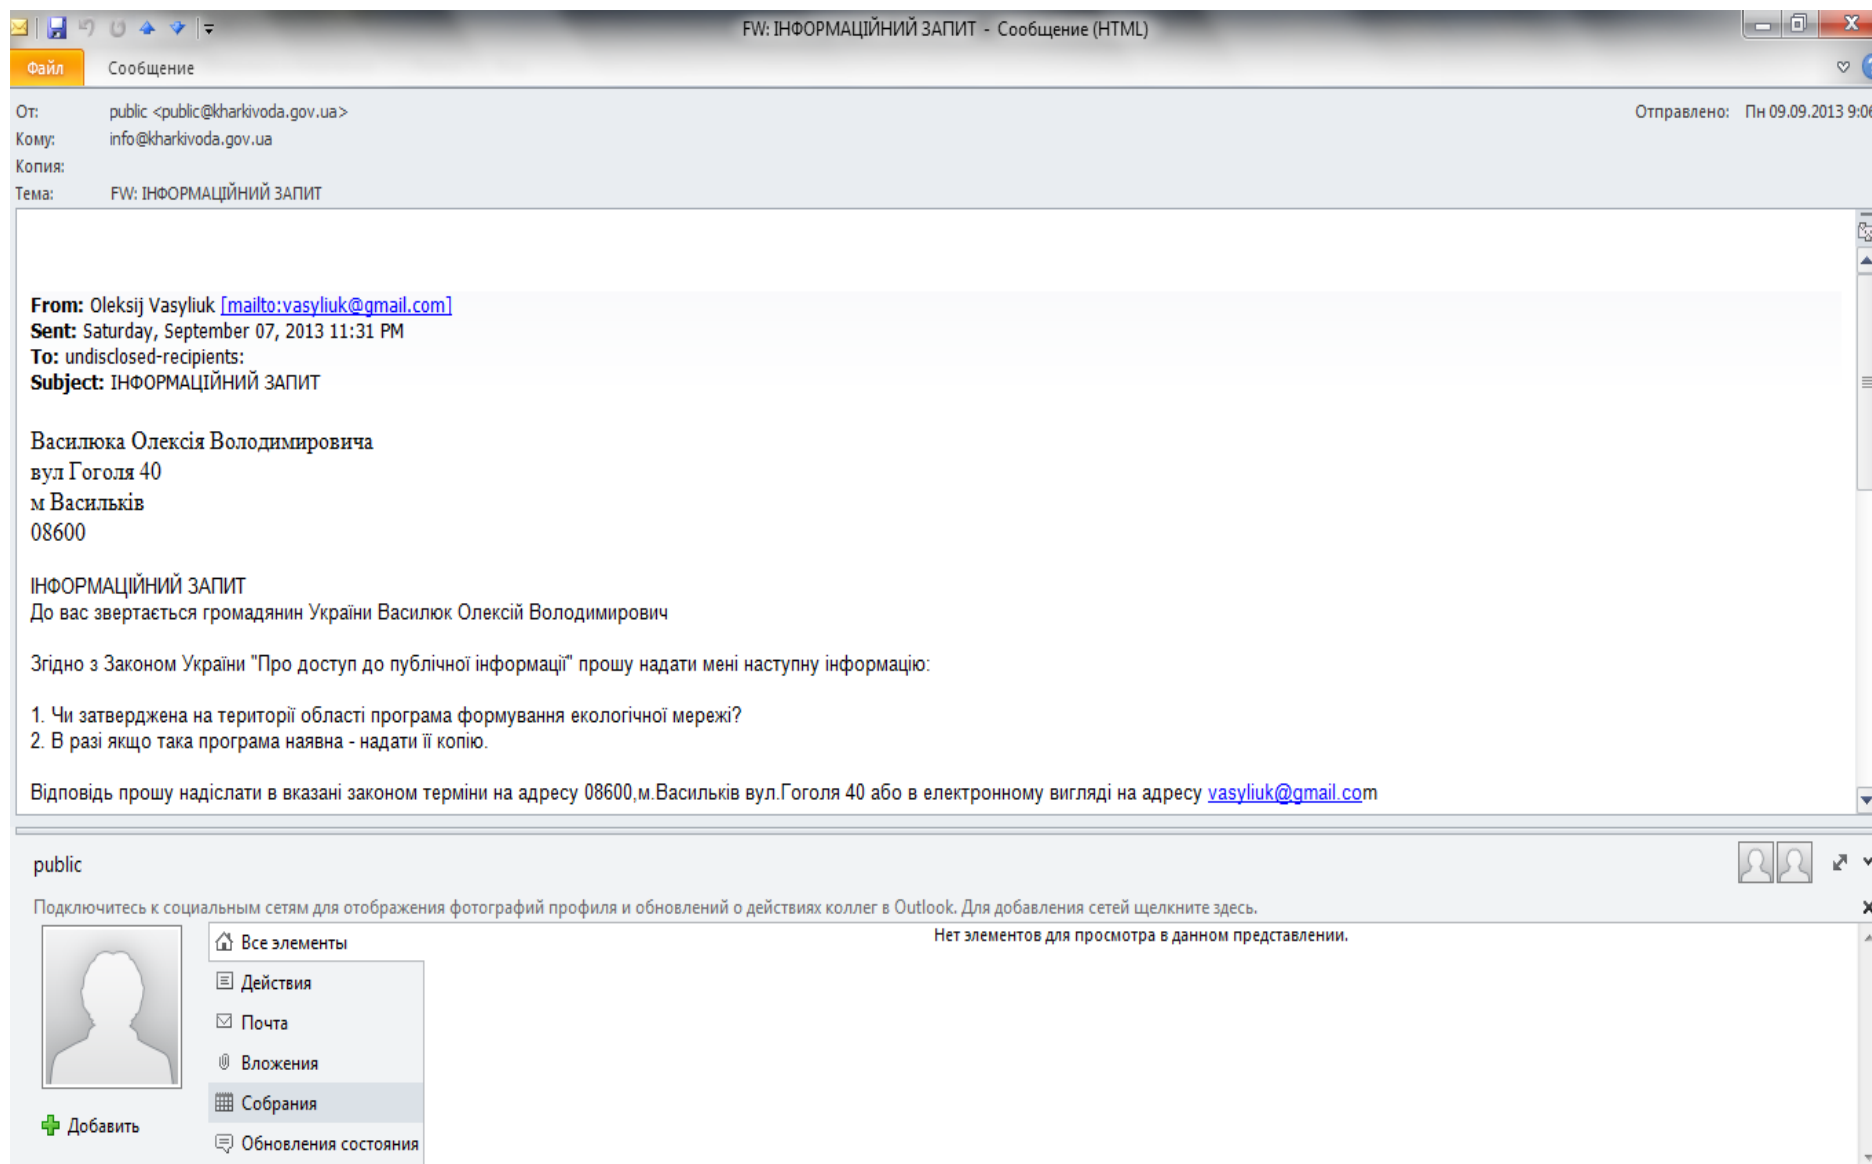 FW: ІНФОРМАЦІЙНИЙ ЗАПИТ - Сообщение (HTML)
Файл Сообщение
От: public <public@kharkivoda.gov.ua> Отправлено: Пн 09.09.2013 9:06
Кому: info@kharkivoda.gov.ua
Копия:
Тема: FW: ІНФОРМАЦІЙНИЙ ЗАПИТ
From: Oleksij Vasyliuk [mailto:vasyliuk@gmail.com]
Sent: Saturday, September 07, 2013 11:31 PM
To: undisclosed-recipients:
Subject: ІНФОРМАЦІЙНИЙ ЗАПИТ
Василюка Олексія Володимировича
вул Гоголя 40
м Васильків
08600
ІНФОРМАЦІЙНИЙ ЗАПИТ
До вас звертається громадянин України Василюк Олексій Володимирович
Згідно з Законом України "Про доступ до публічної інформації" прошу надати мені наступну інформацію:
1. Чи затверджена на території області програма формування екологічної мережі?
2. В разі якщо така програма наявна - надати її копію.
Відповідь прошу надіслати в вказані законом терміни на адресу 08600,м.Васильків вул.Гоголя 40 або в електронному вигляді на адресу vasyliuk@gmail.com
public
Подключитесь к социальным сетям для отображения фотографий профиля и обновлений о действиях коллег в Outlook. Для добавления сетей щелкните здесь.
Все элементы
Нет элементов для просмотра в данном представлении.
Действия
Почта
Вложения
Собрания
Добавить
Обновления состояния